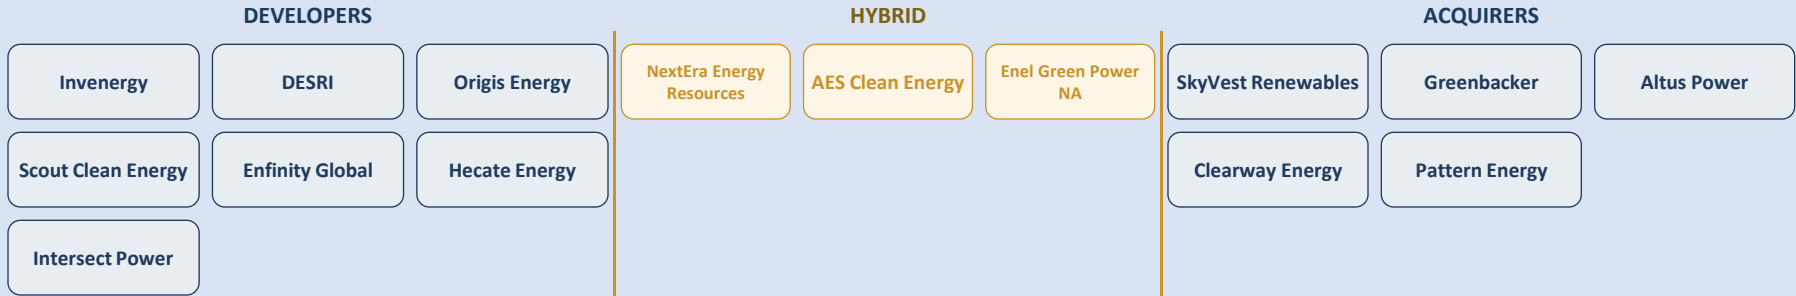 DEVELOPERS
Invenergy
DESRI
Origis Energy
Scout Clean Energy
Enfinity Global
Hecate Energy
Intersect Power
HYBRID
NextEra Energy
Resources
AES Clean Energy
Enel Green Power
NA
ACQUIRERS
SkyVest Renewables
Greenbacker
Altus Power
Clearway Energy
Pattern Energy